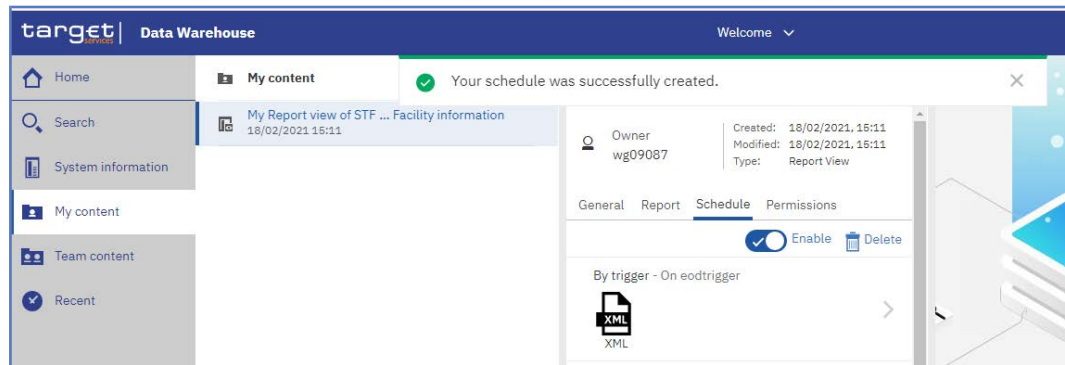 target| Data Warehouse
services
Welcome
Home
Search
System information
My content
Team content
Recent
My content
My Report view of STF ... Facility information
18/02/2021 15:11
Your schedule was successfully created.
Owner
wg09087
Created: 18/02/2021, 15:11
Modified: 18/02/2021, 15:11
Type: Report View
General Report Schedule Permissions
Enable Delete
By trigger - On eodtrigger
XML
XML